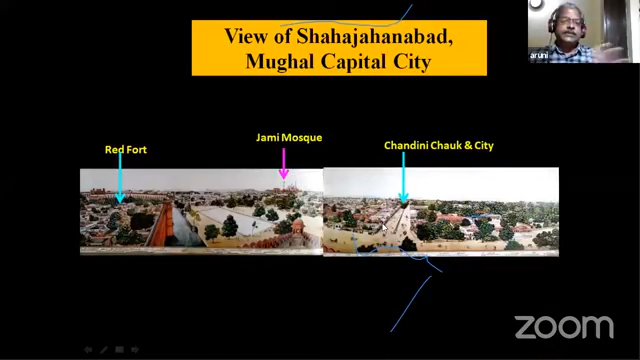 View of Shahajahanabad,
Mughal Capital City
aruni
Red Fort
Jami Mosque
Chandini Chauk & City
zoom